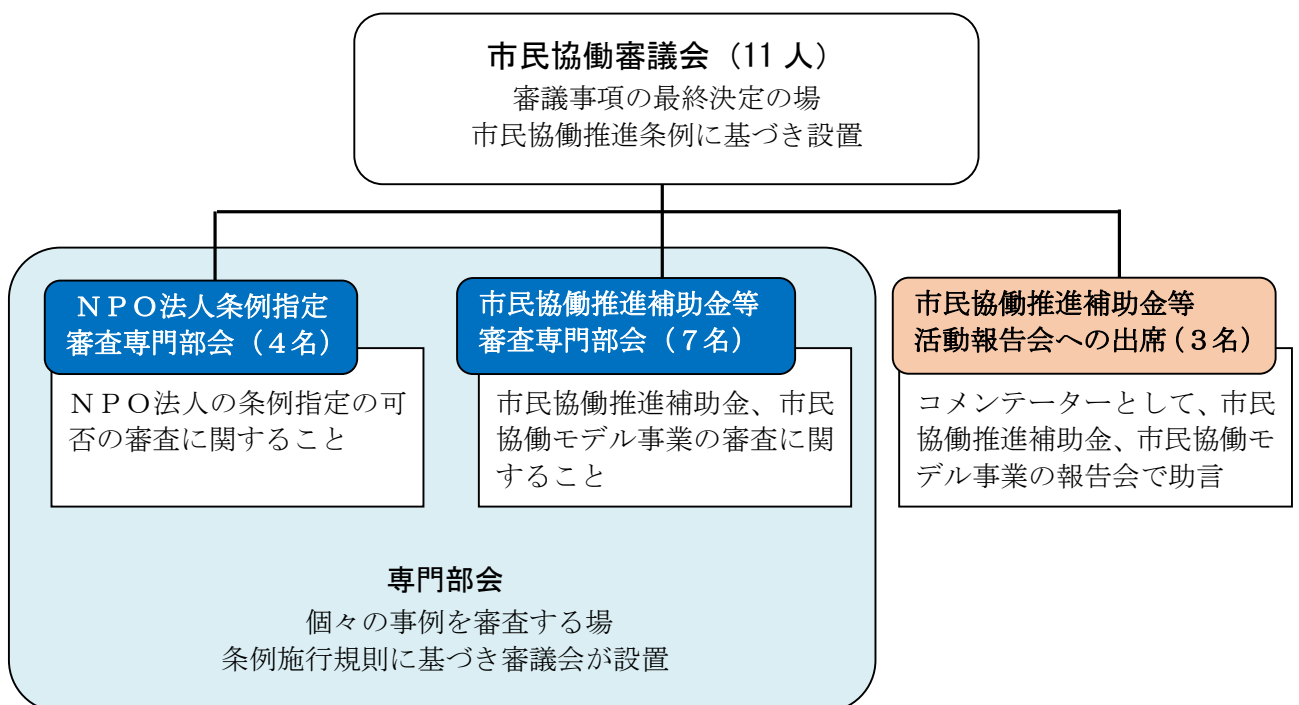 市民協働審議会（11 人）
審議事項の最終決定の場
市民協働推進条例に基づき設置
ＮＰＯ法人条例指定
審査専門部会（４名）
ＮＰＯ法人の条例指定の可
否の審査に関すること
市民協働推進補助金等
審査専門部会（７名）
市民協働推進補助金、市民
協働モデル事業の審査に関
すること
市民協働推進補助金等
活動報告会への出席（３名）
コメンテーターとして、市民
協働推進補助金、市民協働モ
デル事業の報告会で助言
専門部会
個々の事例を審査する場
条例施行規則に基づき審議会が設置